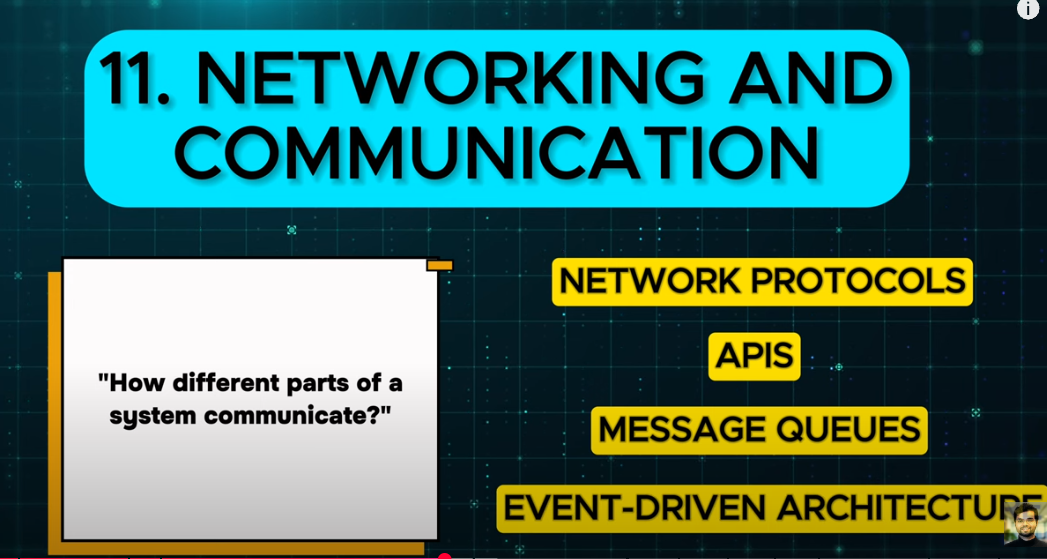 11. NETWORKING AND
COMMUNICATION
"How different parts of a
system communicate?"
NETWORK PROTOCOLS
APIS
MESSAGE QUEUES
EVENT-DRIVEN ARCHITECTURE